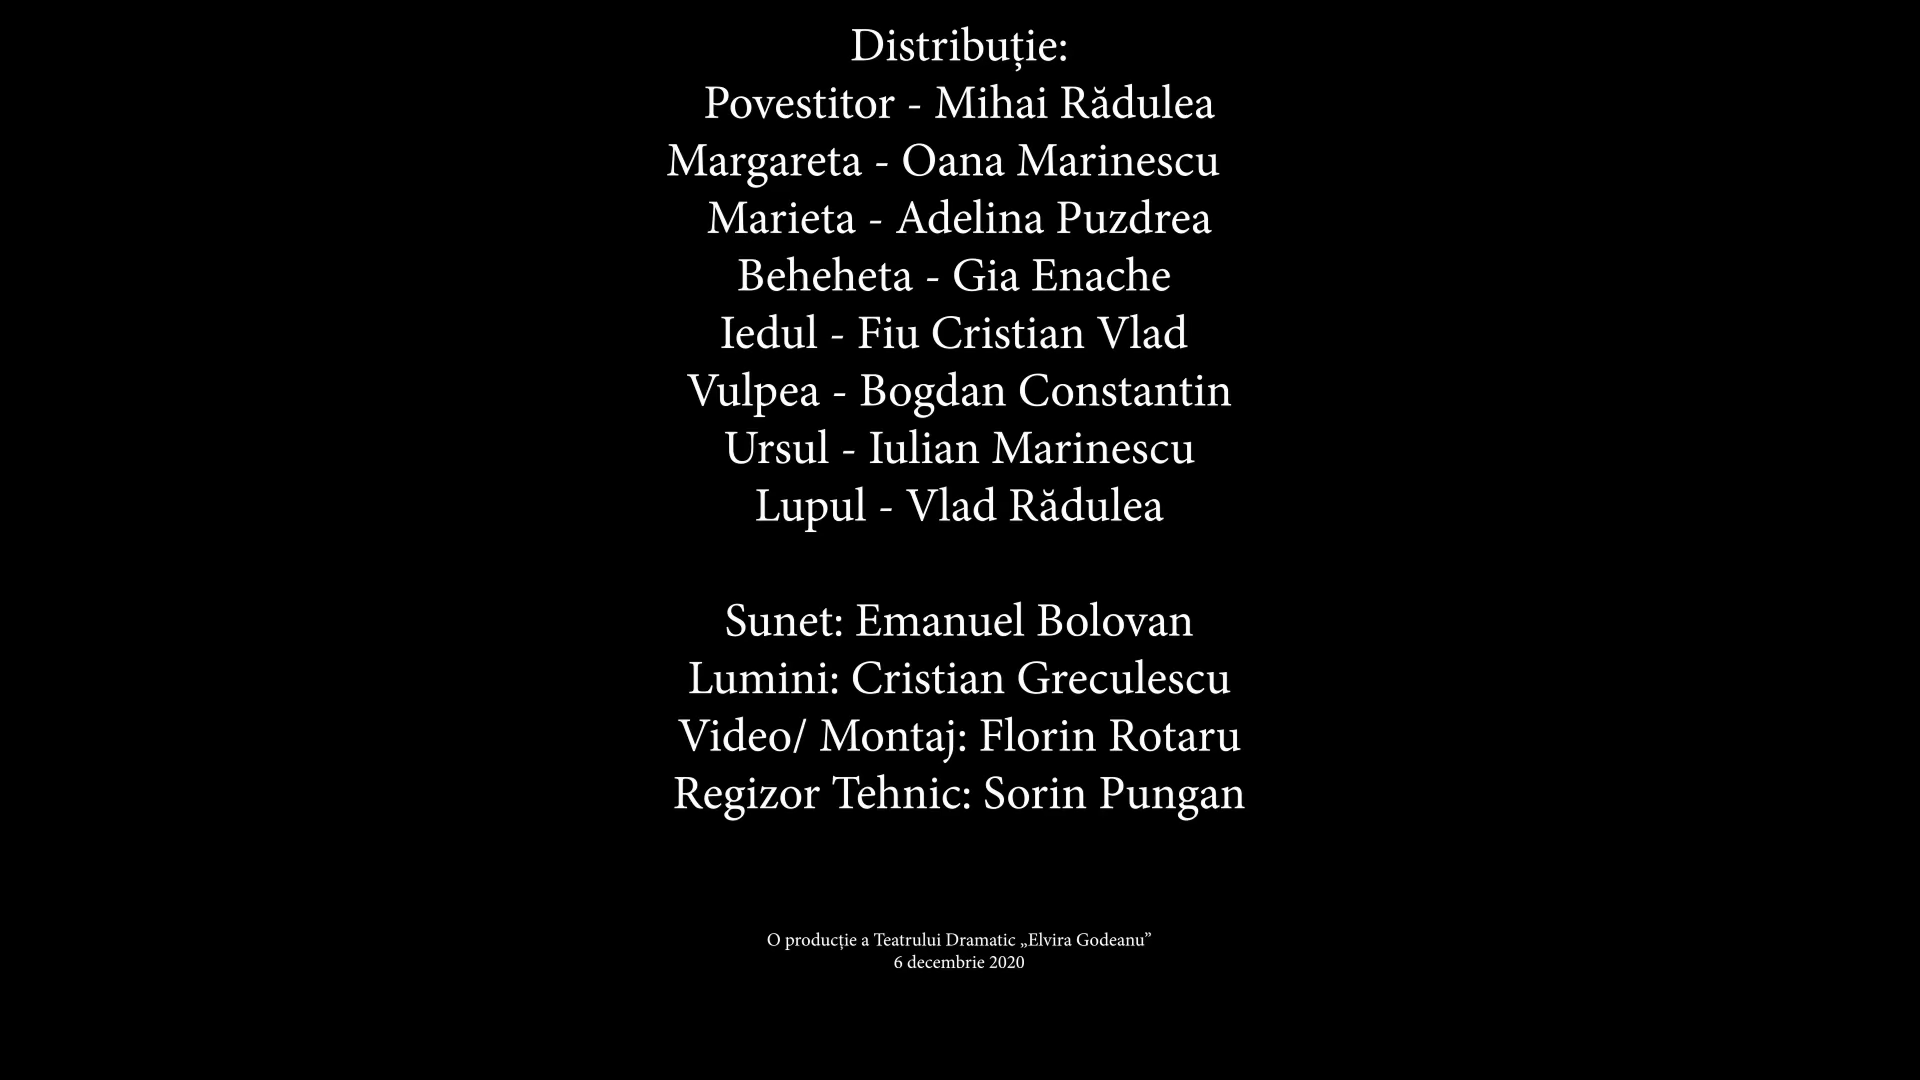 Distribuție:
Povestitor - Mihai Rădulea
Margareta - Oana Marinescu
Marieta - Adelina Puzdrea
Beheheta - Gia Enache
Iedul - Fiu Cristian Vlad
Vulpea - Bogdan Constantin
Ursul - Iulian Marinescu
Lupul - Vlad Rădulea
Sunet: Emanuel Bolovan
Lumini: Cristian Greculescu
Video/ Montaj: Florin Rotaru
Regizor Tehnic: Sorin Pungan
O producție a Teatrului Dramatic „Elvira Godeanu”
6 decembrie 2020